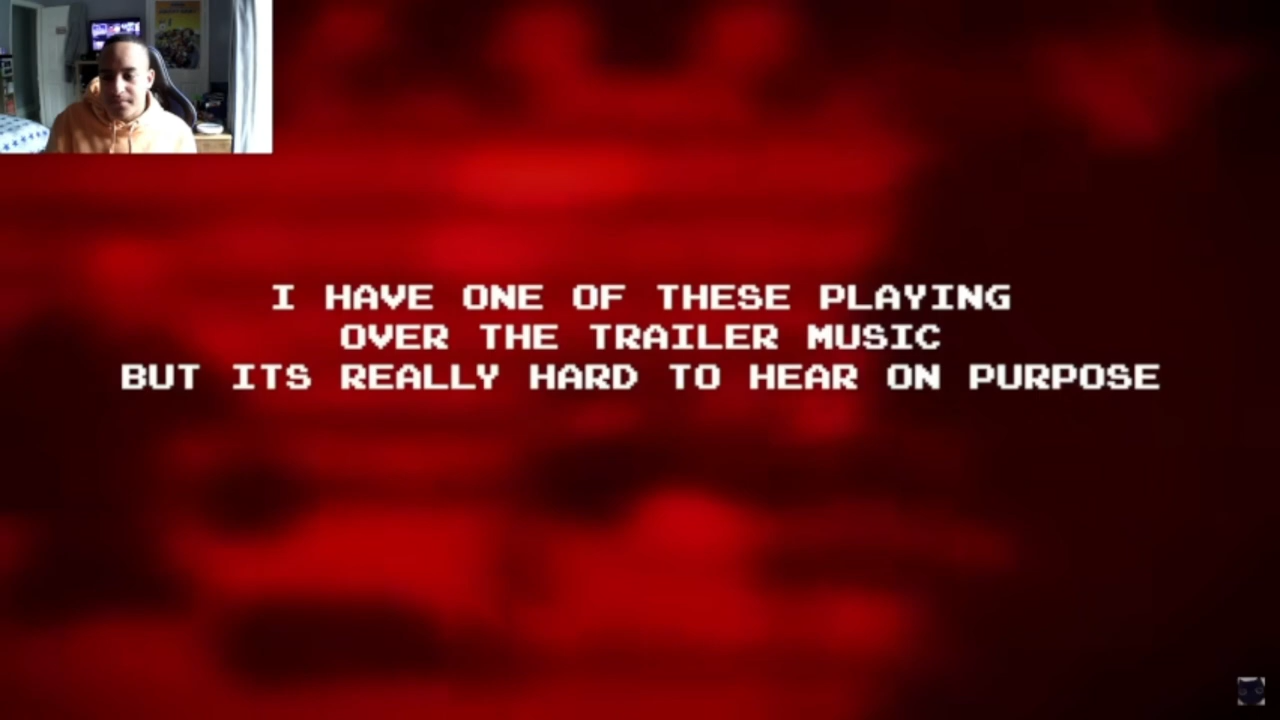 I HAVE ONE OF THESE PLAYING
OVER THE TRAILER MUSIC
BUT ITS REALLY HARD TO HEAR ON PURPOSE